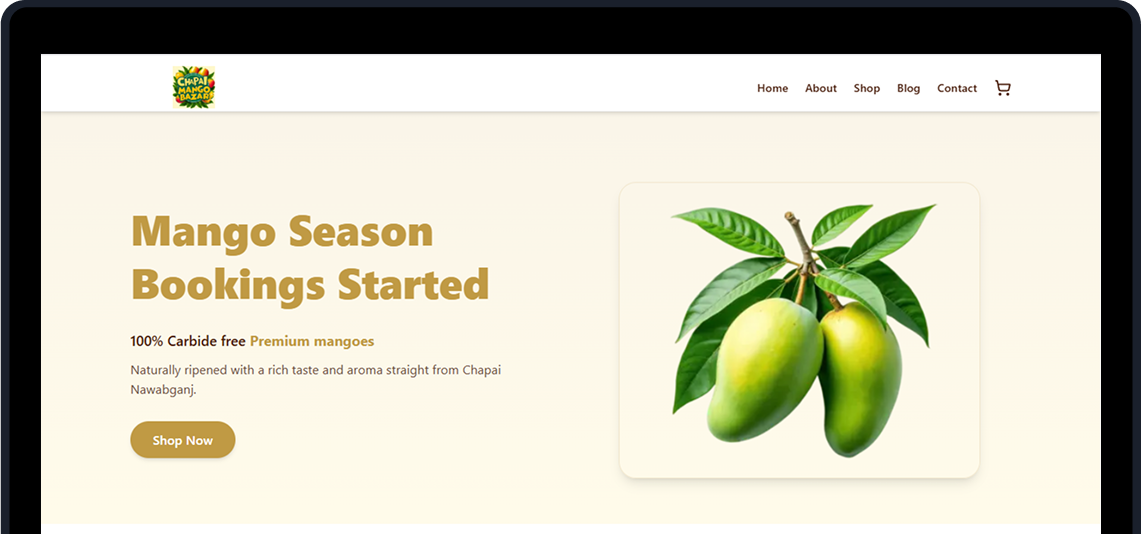 CHAPAI
MANGO
BAZAR
Home About Shop Blog Contact
Mango Season
Bookings Started
100% Carbide free Premium mangoes
Naturally ripened with a rich taste and aroma straight from Chapai
Nawabganj.
Shop Now